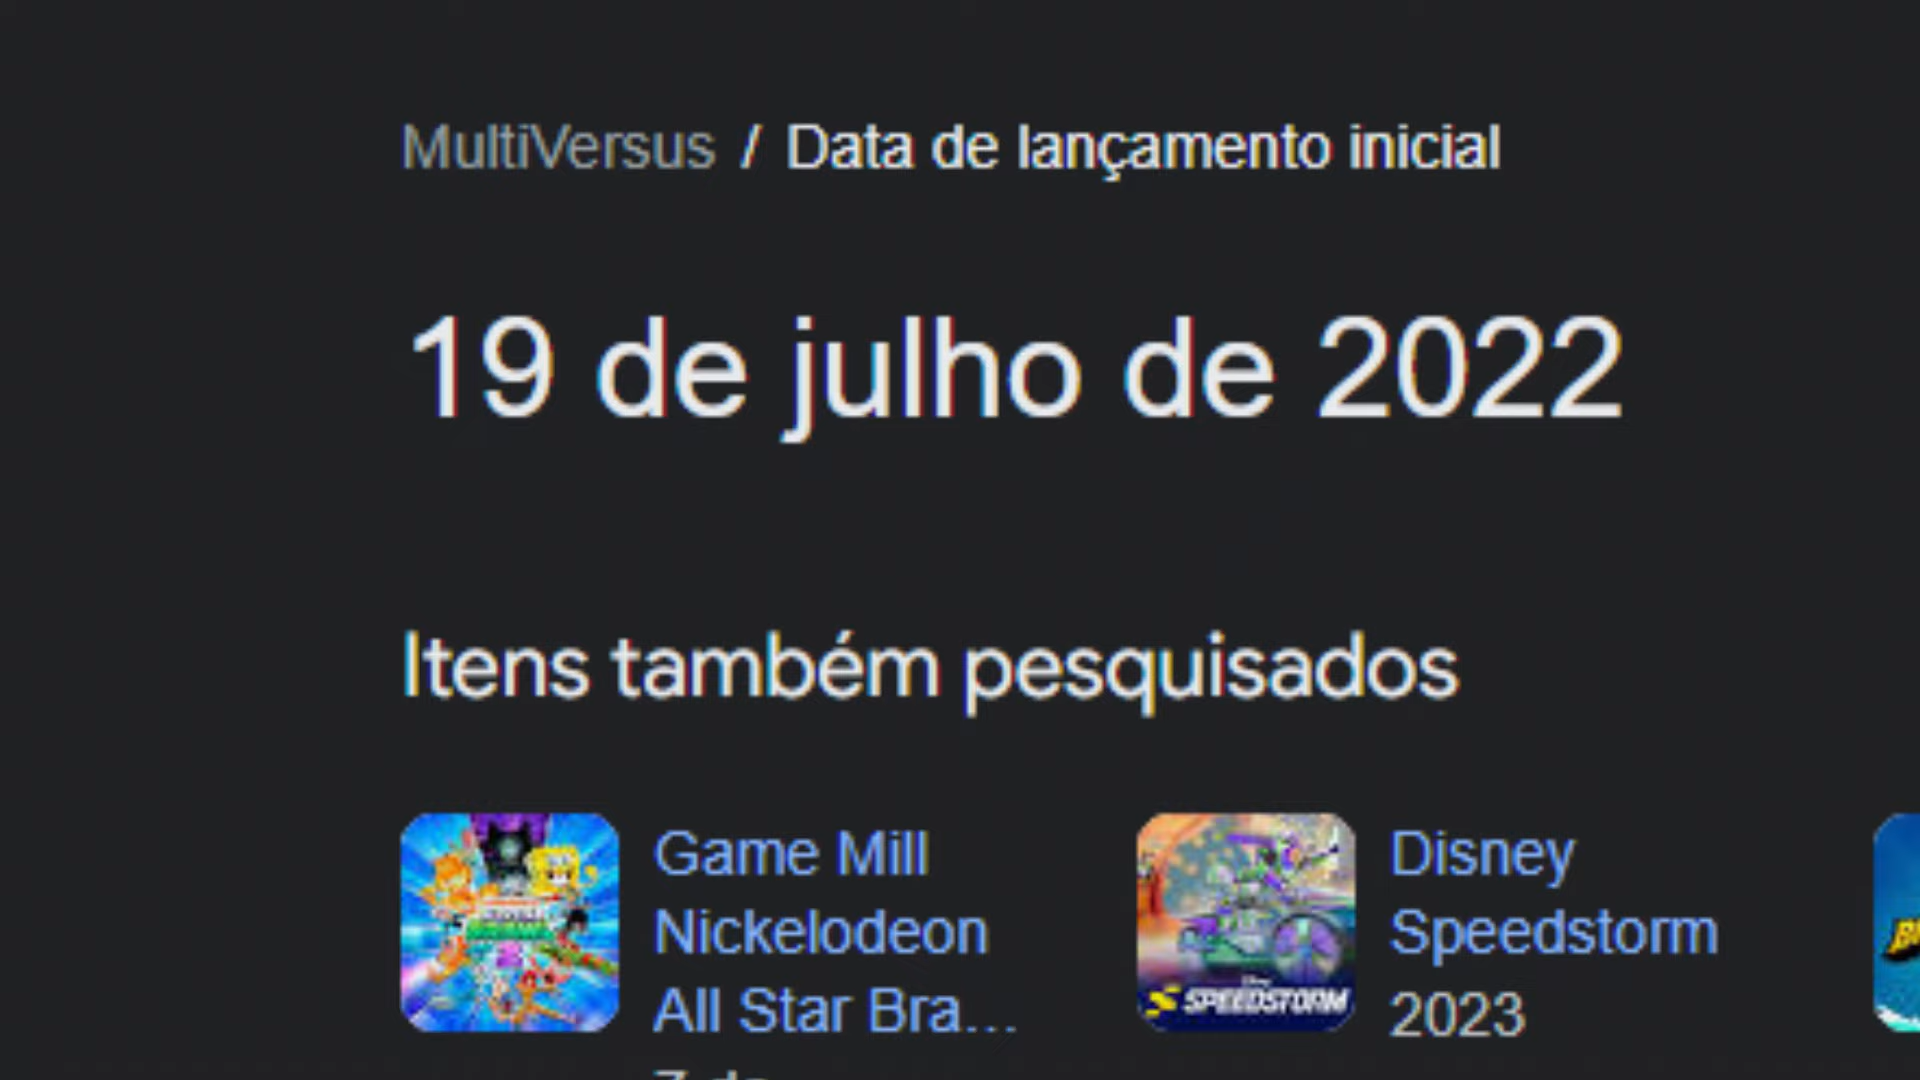 MultiVersus / Data de lançamento inicial
19 de julho de 2022
Itens também pesquisados
Game Mill
Nickelodeon
All Star Bra...
Disney
Speedstorm
2023
SPEEDSTORM